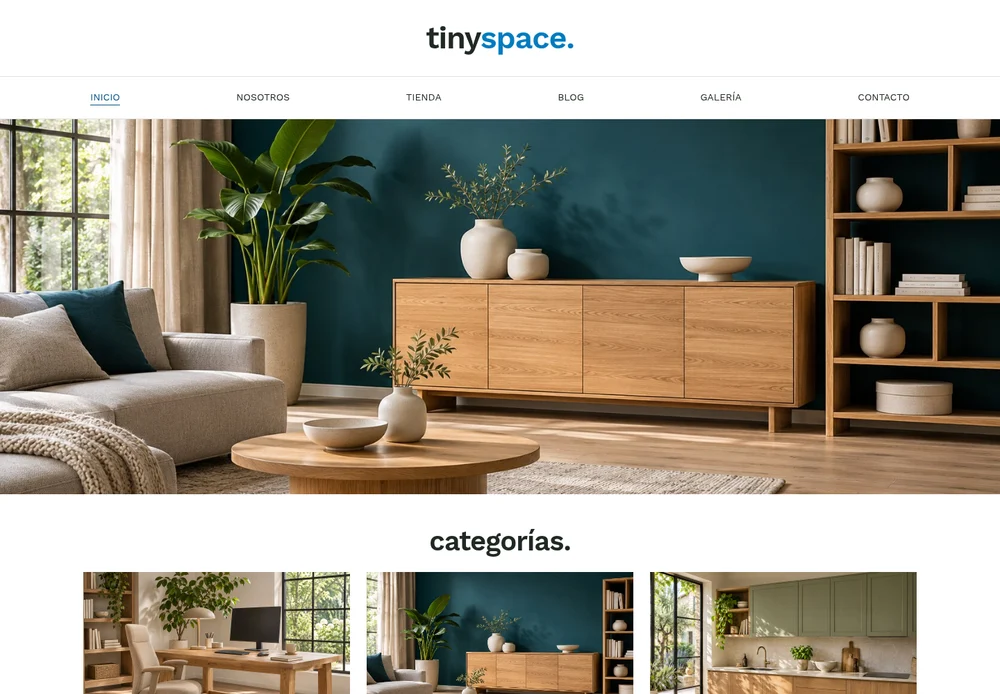 tinyspace.
INICIO NOSOTROS TIENDA BLOG GALERÍA CONTACTO
categorías.